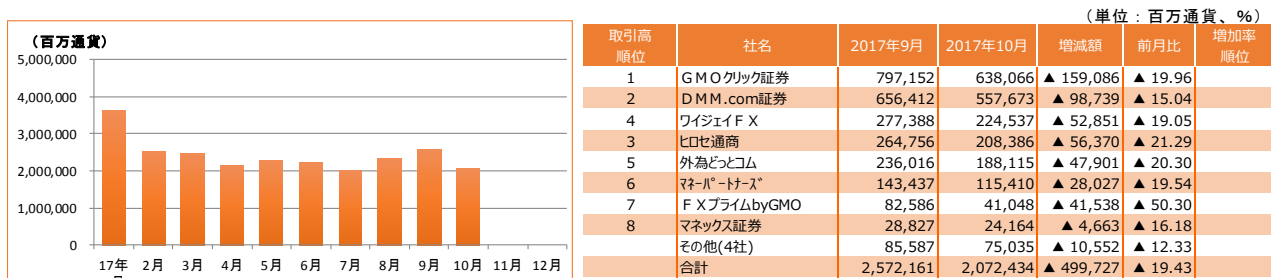 （単位：百万通貨、％）
（百万通貨）
5,000,000
4,000,000
3,000,000
2,000,000
1,000,000
0
17年 2月 3月 4月 5月 6月 7月 8月 9月 10月 11月 12月
取引高順位 社名 2017年9月 2017年10月 増減額 前月比 増加率順位
1 ＧＭＯクリック証券 797,152 638,066 ▲ 159,086 ▲ 19.96
2 ＤＭＭ.com証券 656,412 557,673 ▲ 98,739 ▲ 15.04
4 ワイジェイＦＸ 277,388 224,537 ▲ 52,851 ▲ 19.05
3 ヒロセ通商 264,756 208,386 ▲ 56,370 ▲ 21.29
5 外為どっとコム 236,016 188,115 ▲ 47,901 ▲ 20.30
6 ﾏﾈｰﾊﾟｰﾄﾅｰｽﾞ 143,437 115,410 ▲ 28,027 ▲ 19.54
7 ＦＸプライムbyGMO 82,586 41,048 ▲ 41,538 ▲ 50.30
8 マネックス証券 28,827 24,164 ▲ 4,663 ▲ 16.18
その他(4社) 85,587 75,035 ▲ 10,552 ▲ 12.33
合計 2,572,161 2,072,434 ▲ 499,727 ▲ 19.43